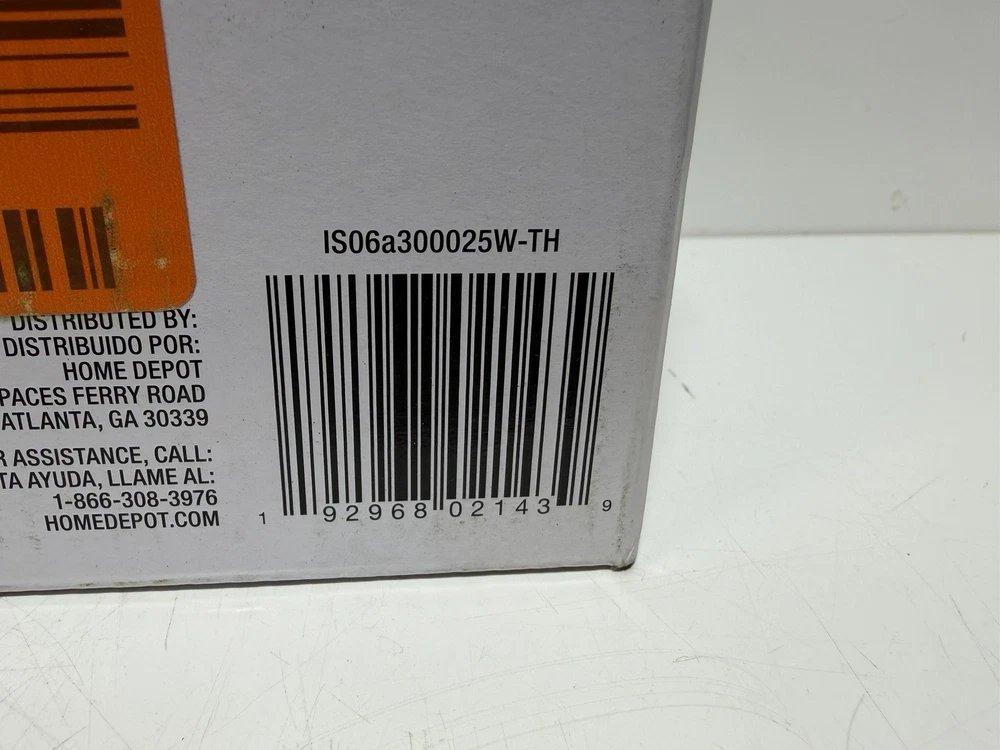 DISTRIBUTED BY:
DISTRIBUIDO POR:
HOME DEPOT
PACES FERRY ROAD
ATLANTA, GA 30339
R ASSISTANCE, CALL:
TA AYUDA, LLAME AL:
1-866-308-3976
HOMEDEPOT.COM
IS06a300025W-TH
1 92968 02143 9